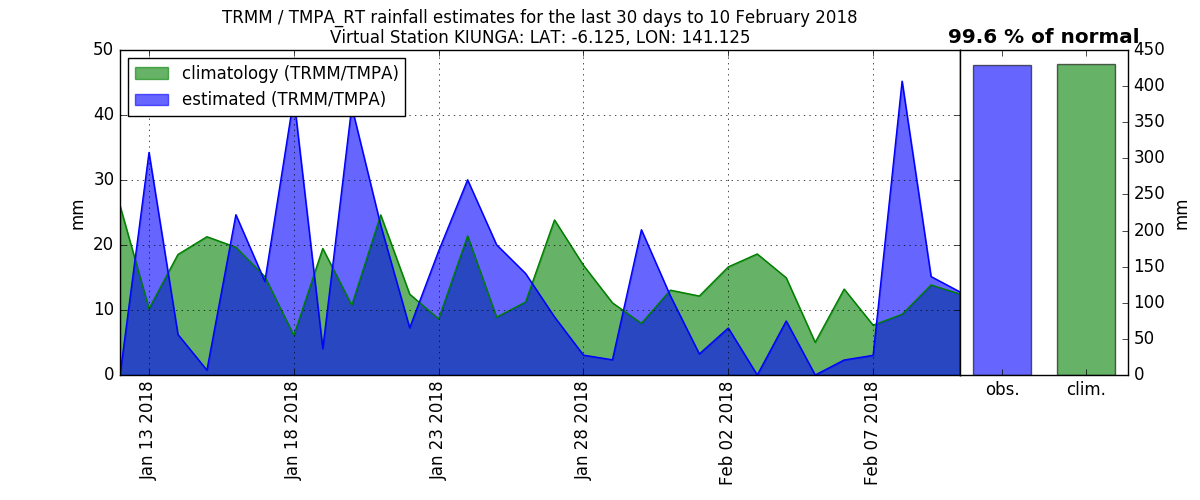 TRMM / TMPA_RT rainfall estimates for the last 30 days to 10 February 2018
Virtual Station KIUNGA: LAT: -6.125, LON: 141.125
99.6 % of normal
climatology (TRMM/TMPA)
estimated (TRMM/TMPA)
50
40
30
20
10
0
mm
Jan 13 2018
Jan 18 2018
Jan 23 2018
Jan 28 2018
Feb 02 2018
Feb 07 2018
450
400
350
300
250
200
150
100
50
0
mm
obs.
clim.